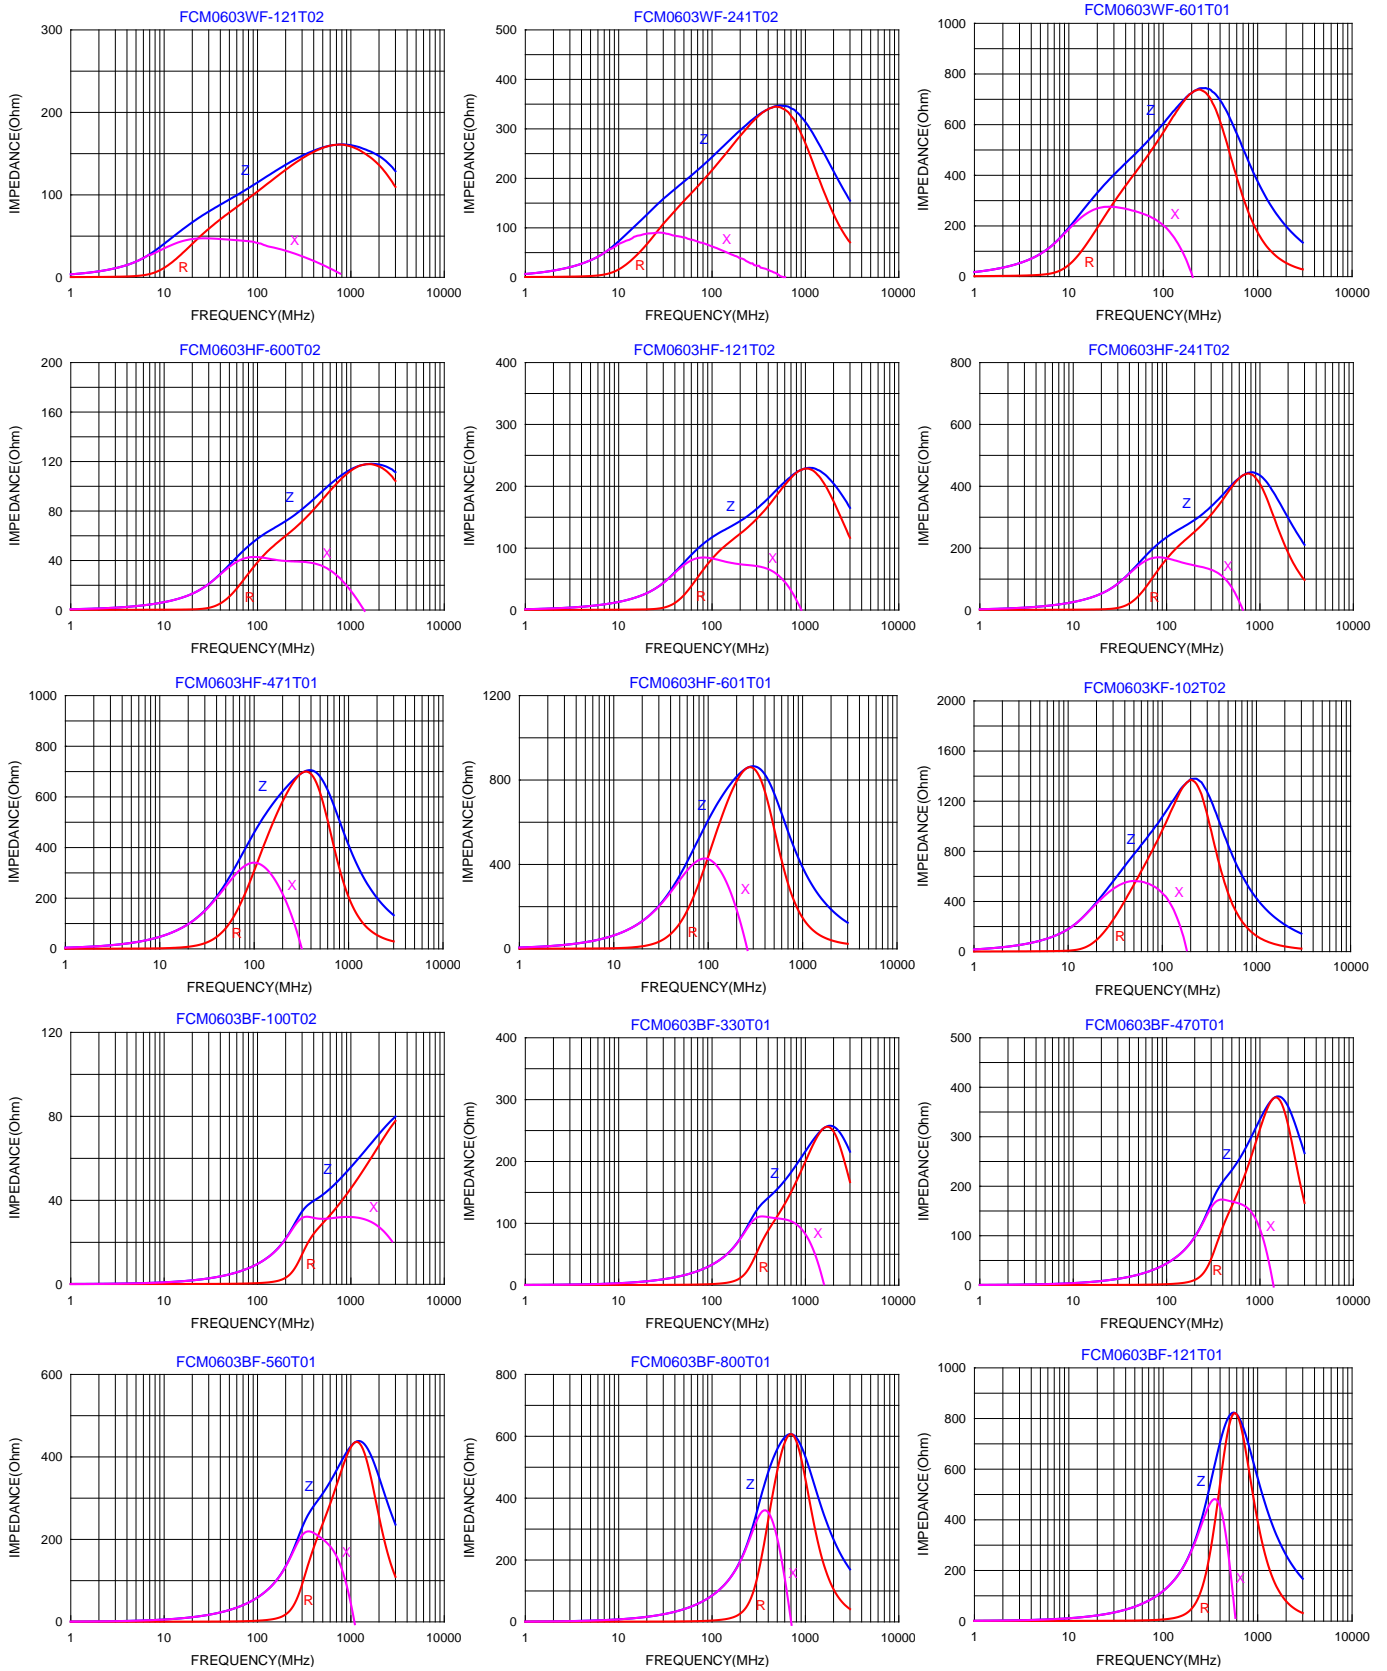 FCM0603WF-121T02
IMPEDANCE(Ohm)
300
200
100
0
Z
X
R
1 10 100 1000 10000
FREQUENCY(MHz)
FCM0603WF-241T02
IMPEDANCE(Ohm)
500
400
300
200
100
0
Z
X
R
1 10 100 1000 10000
FREQUENCY(MHz)
FCM0603WF-601T01
IMPEDANCE(Ohm)
1000
800
600
400
200
0
Z
X
R
1 10 100 1000 10000
FREQUENCY(MHz)
FCM0603HF-600T02
IMPEDANCE(Ohm)
200
160
120
80
40
0
Z
X
R
1 10 100 1000 10000
FREQUENCY(MHz)
FCM0603HF-121T02
IMPEDANCE(Ohm)
400
300
200
100
0
Z
X
R
1 10 100 1000 10000
FREQUENCY(MHz)
FCM0603HF-241T02
IMPEDANCE(Ohm)
800
600
400
200
0
Z
X
R
1 10 100 1000 10000
FREQUENCY(MHz)
FCM0603HF-471T01
IMPEDANCE(Ohm)
1000
800
600
400
200
0
Z
X
R
1 10 100 1000 10000
FREQUENCY(MHz)
FCM0603HF-601T01
IMPEDANCE(Ohm)
1200
800
400
0
Z
X
R
1 10 100 1000 10000
FREQUENCY(MHz)
FCM0603KF-102T02
IMPEDANCE(Ohm)
2000
1600
1200
800
400
0
Z
X
R
1 10 100 1000 10000
FREQUENCY(MHz)
FCM0603BF-100T02
IMPEDANCE(Ohm)
120
80
40
0
Z
X
R
1 10 100 1000 10000
FREQUENCY(MHz)
FCM0603BF-330T01
IMPEDANCE(Ohm)
400
300
200
100
0
Z
X
R
1 10 100 1000 10000
FREQUENCY(MHz)
FCM0603BF-470T01
IMPEDANCE(Ohm)
500
400
300
200
100
0
Z
X
R
1 10 100 1000 10000
FREQUENCY(MHz)
FCM0603BF-560T01
IMPEDANCE(Ohm)
600
400
200
0
Z
X
R
1 10 100 1000 10000
FREQUENCY(MHz)
FCM0603BF-800T01
IMPEDANCE(Ohm)
800
600
400
200
0
Z
X
R
1 10 100 1000 10000
FREQUENCY(MHz)
FCM0603BF-121T01
IMPEDANCE(Ohm)
1000
800
600
400
200
0
Z
X
R
1 10 100 1000 10000
FREQUENCY(MHz)